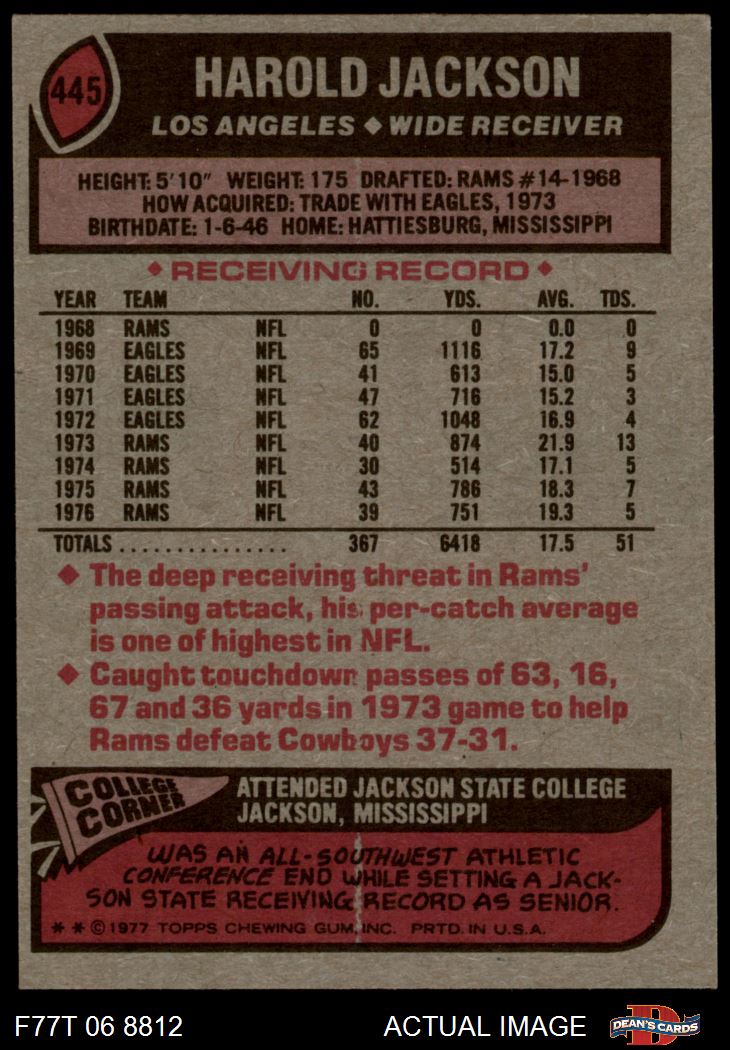 445
HAROLD JACKSON
LOS ANGELES ◆ WIDE RECEIVER
HEIGHT: 5'10" WEIGHT: 175 DRAFTED: RAMS #14-1968
HOW ACQUIRED: TRADE WITH EAGLES, 1973
BIRTHDATE: 1-6-46 HOME: HATTIESBURG, MISSISSIPPI
◆ RECEIVING RECORD ◆
YEAR TEAM NO. YDS. AVG. TDS.
1968 RAMS NFL 0 0 0.0 0
1969 EAGLES NFL 65 1116 17.2 9
1970 EAGLES NFL 41 613 15.0 5
1971 EAGLES NFL 47 716 15.2 3
1972 EAGLES NFL 62 1048 16.9 4
1973 RAMS NFL 40 874 21.9 13
1974 RAMS NFL 30 514 17.1 5
1975 RAMS NFL 43 786 18.3 7
1976 RAMS NFL 39 751 19.3 5
TOTALS ............... 367 6418 17.5 51
◆ The deep receiving threat in Rams'
passing attack, his per-catch average
is one of highest in NFL.
◆ Caught touchdown passes of 63, 16,
67 and 36 yards in 1973 game to help
Rams defeat Cowboys 37-31.
COLLEGE
CORNER
ATTENDED JACKSON STATE COLLEGE
JACKSON, MISSISSIPPI
WAS AN ALL-SOUTHWEST ATHLETIC
CONFERENCE END WHILE SETTING A JACK-
SON STATE RECEIVING RECORD AS SENIOR.
* * © 1977 TOPPS CHEWING GUM, INC. PRTD. IN U.S.A.
F77T 06 8812
ACTUAL IMAGE
D
DEAN'S CARDS